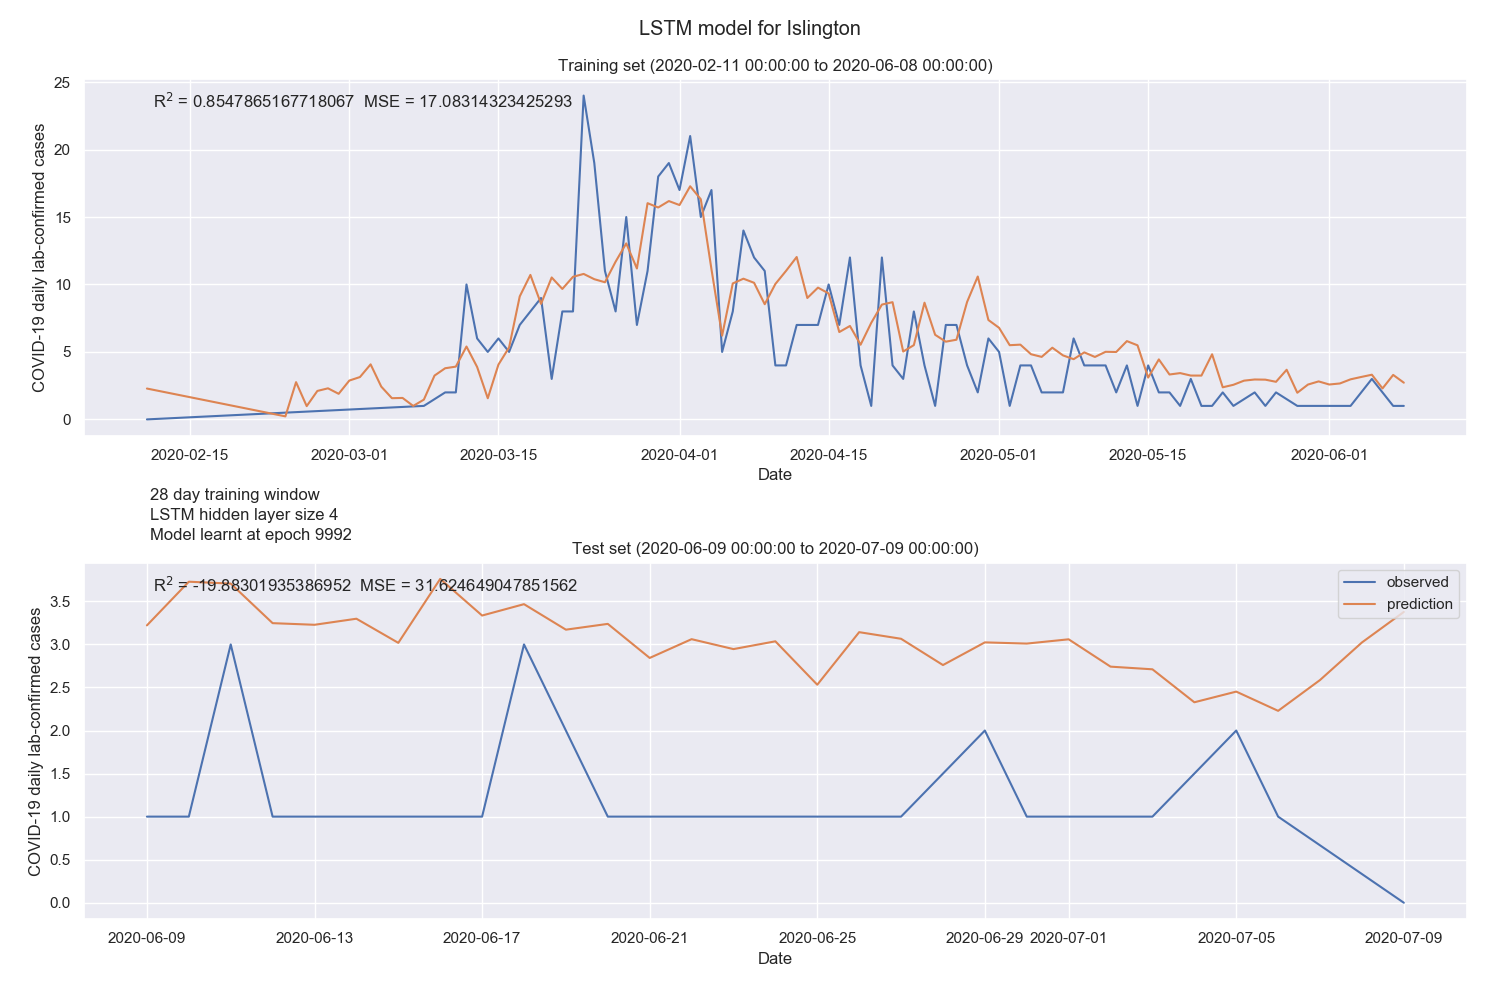 LSTM model for Islington
Training set (2020-02-11 00:00:00 to 2020-06-08 00:00:00)
R² = 0.8547865167718067 MSE = 17.08314323425293
COVID-19 daily lab-confirmed cases
25
20
15
10
5
0
2020-02-15 2020-03-01 2020-03-15 2020-04-01 2020-04-15 2020-05-01 2020-05-15 2020-06-01
Date
28 day training window
LSTM hidden layer size 4
Model learnt at epoch 9992
Test set (2020-06-09 00:00:00 to 2020-07-09 00:00:00)
R² = -19.88301935386952 MSE = 31.624649047851562
observed
prediction
COVID-19 daily lab-confirmed cases
3.5
3.0
2.5
2.0
1.5
1.0
0.5
0.0
2020-06-09 2020-06-13 2020-06-17 2020-06-21 2020-06-25 2020-06-29 2020-07-01 2020-07-05 2020-07-09
Date